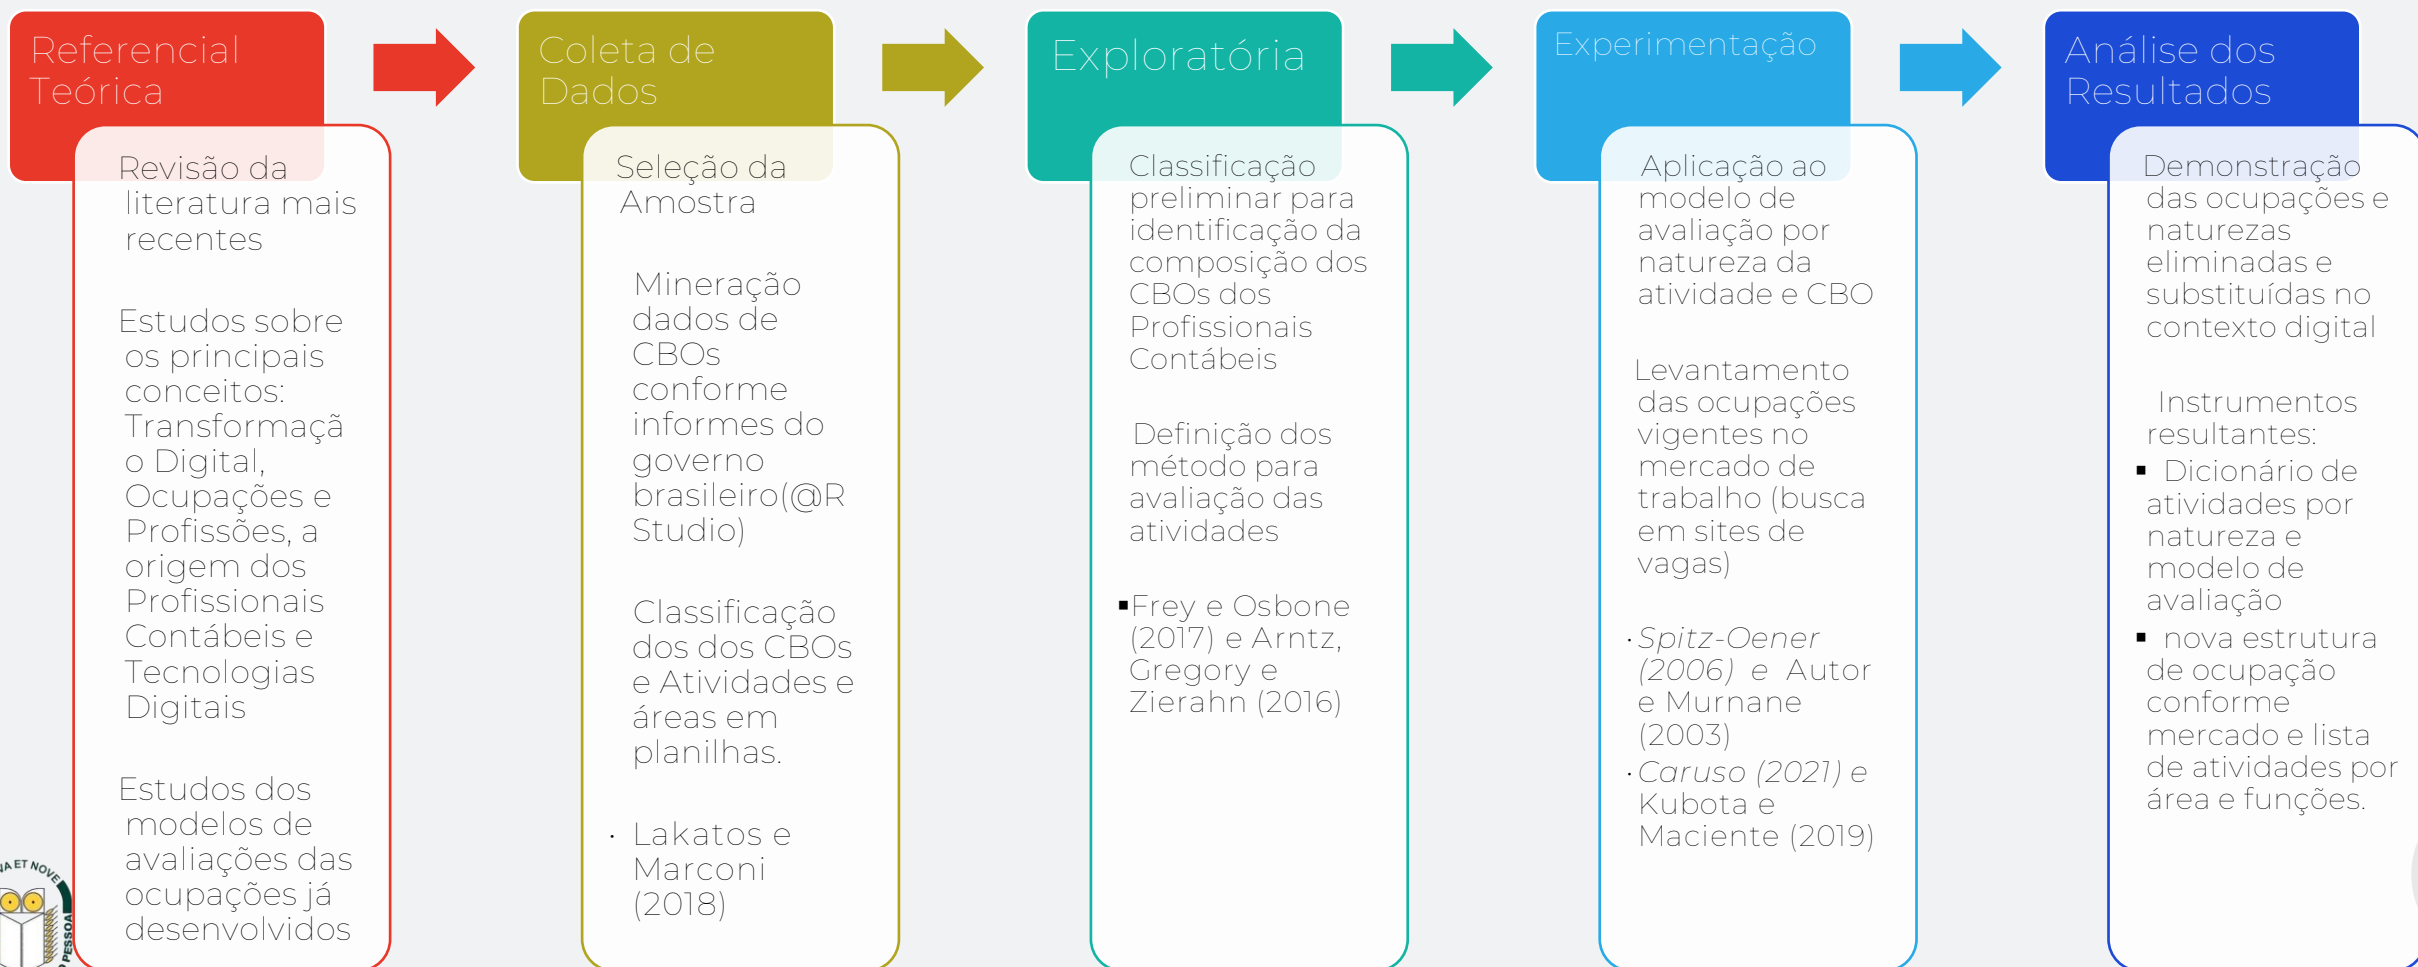 Referencial
Teórica
Revisão da
literatura mais
recentes
Estudos sobre
os principais
conceitos:
Transformaçã
o Digital,
Ocupações e
Profissões, a
origem dos
Profissionais
Contábeis e
Tecnologias
Digitais
Estudos dos
modelos de
avaliações das
ocupações já
desenvolvidos
Coleta de
Dados
Seleção da
Amostra
Mineração
dados de
CBOs
conforme
informes do
governo
brasileiro(@R
Studio)
Classificação
dos dos CBOs
e Atividades e
áreas em
planilhas.
· Lakatos e
Marconi
(2018)
Exploratória
Classificação
preliminar para
identificação da
composição dos
CBOs dos
Profissionais
Contábeis
Definição dos
método para
avaliação das
atividades
▪Frey e Osbone
(2017) e Arntz,
Gregory e
Zierahn (2016)
Experimentação
Aplicação ao
modelo de
avaliação por
natureza da
atividade e CBO
Levantamento
das ocupações
vigentes no
mercado de
trabalho (busca
em sites de
vagas)
· Spitz-Oener
(2006) e Autor
e Murnane
(2003)
· Caruso (2021) e
Kubota e
Maciente (2019)
Análise dos
Resultados
Demonstração
das ocupações e
naturezas
eliminadas e
substituídas no
contexto digital
Instrumentos
resultantes:
▪ Dicionário de
atividades por
natureza e
modelo de
avaliação
▪ nova estrutura
de ocupação
conforme
mercado e lista
de atividades por
área e funções.
ET NOVE
PESSOA